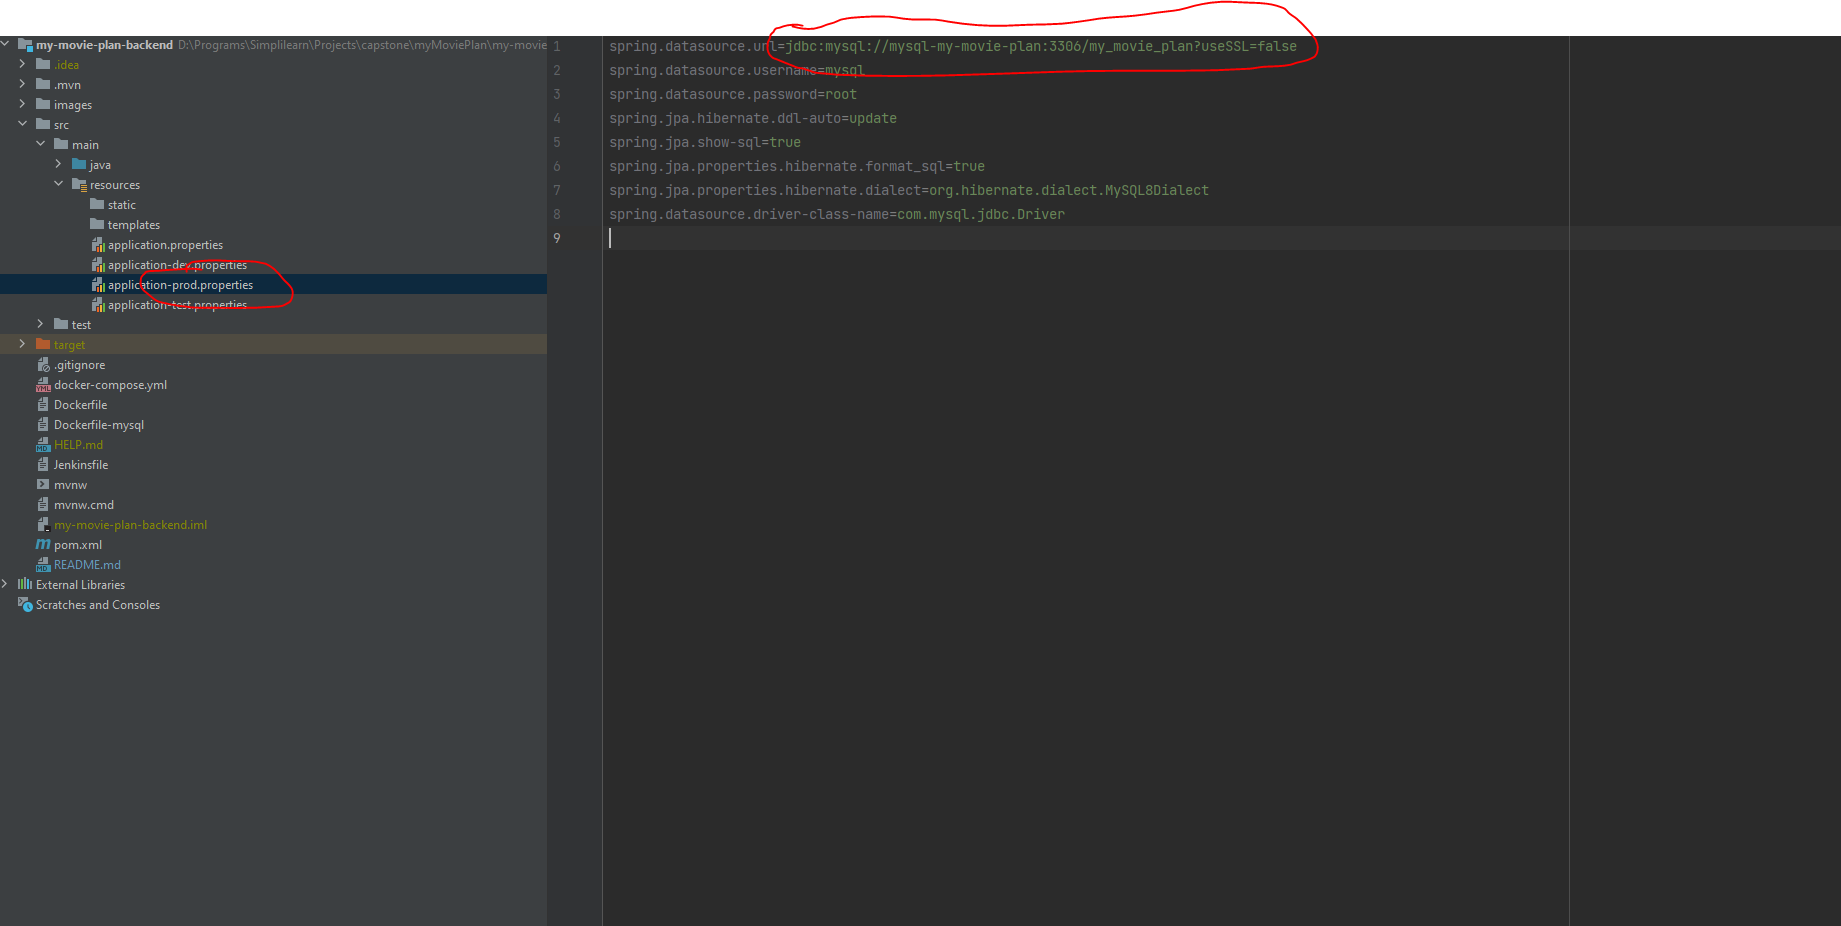 my-movie-plan-backend D:\Programs\Simplilearn\Projects\capstone\myMoviePlan\my-movie
.idea
.mvn
images
src
main
java
resources
static
templates
application.properties
application-dev.properties
application-prod.properties
application-test.properties
test
target
.gitignore
docker-compose.yml
Dockerfile
Dockerfile-mysql
HELP.md
Jenkinsfile
mvnw
mvnw.cmd
my-movie-plan-backend.iml
pom.xml
README.md
External Libraries
Scratches and Consoles
1 spring.datasource.url=jdbc:mysql://mysql-my-movie-plan:3306/my_movie_plan?useSSL=false
2 spring.datasource.username=mysql
3 spring.datasource.password=root
4 spring.jpa.hibernate.ddl-auto=update
5 spring.jpa.show-sql=true
6 spring.jpa.properties.hibernate.format_sql=true
7 spring.jpa.properties.hibernate.dialect=org.hibernate.dialect.MySQL8Dialect
8 spring.datasource.driver-class-name=com.mysql.jdbc.Driver
9